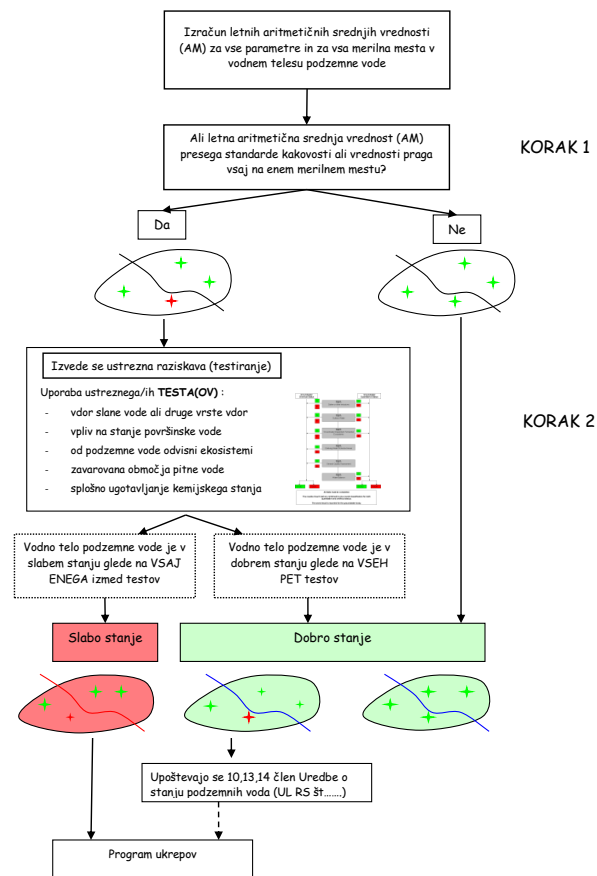 Izračun letnih aritmetičnih srednjih vrednosti
(AM) za vse parametre in za vsa merilna mesta v
vodnem telesu podzemne vode
Ali letna aritmetična srednja vrednost (AM)
presega standarde kakovosti ali vrednosti praga
vsaj na enem merilnem mestu?
KORAK 1
Da
Ne
Izvede se ustrezna raziskava (testiranje)
Uporaba ustreznega/ih TESTA(OV) :
- vdor slane vode ali druge vrste vdor
- vpliv na stanje površinske vode
- od podzemne vode odvisni ekosistemi
- zavarovana območja pitne vode
- splošno ugotavljanje kemijskega stanja
KORAK 2
Vodno telo podzemne vode je v
slabem stanju glede na VSAJ
ENEGA izmed testov
Vodno telo podzemne vode je v
dobrem stanju glede na VSEH
PET testov
Slabo stanje
Dobro stanje
Upoštevajo se 10,13,14 člen Uredbe o
stanju podzemnih voda (UL RS št.......)
Program ukrepov